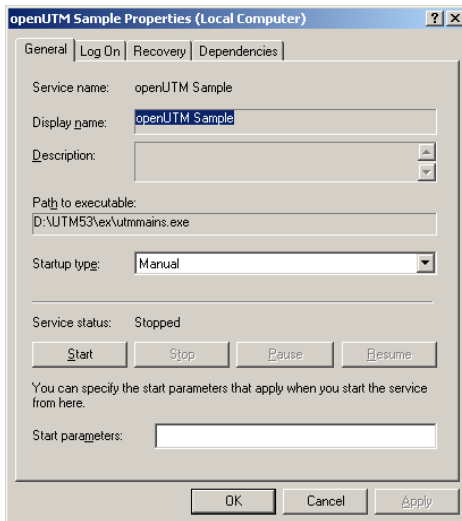 openUTM Sample Properties (Local Computer)
General Log On Recovery Dependencies
Service name: openUTM Sample
Display name: openUTM Sample
Description:
Path to executable:
D:\UTM53\ex\utmmains.exe
Startup type: Manual
Service status: Stopped
Start Stop Pause Resume
You can specify the start parameters that apply when you start the service
from here.
Start parameters:
OK Cancel Apply